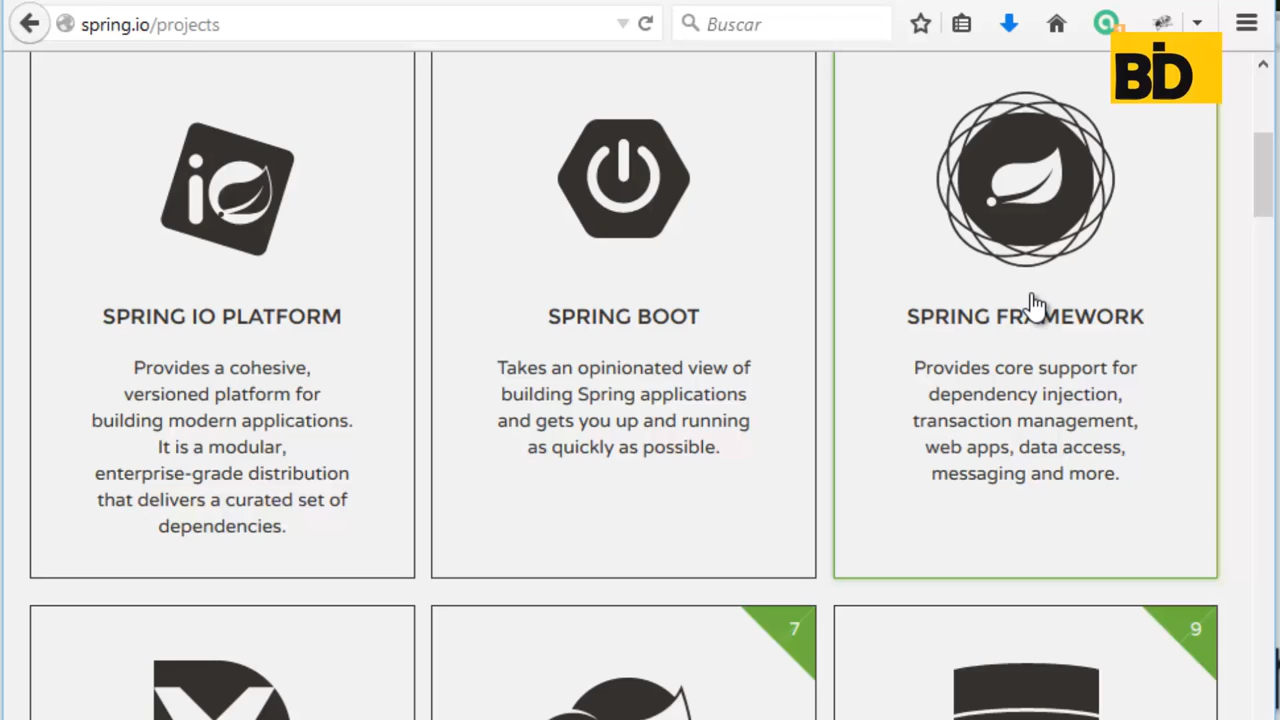 spring.io/projects
Buscar
BiD
iO
SPRING IO PLATFORM
Provides a cohesive,
versioned platform for
building modern applications.
It is a modular,
enterprise-grade distribution
that delivers a curated set of
dependencies.
SPRING BOOT
Takes an opinionated view of
building Spring applications
and gets you up and running
as quickly as possible.
SPRING FRAMEWORK
Provides core support for
dependency injection,
transaction management,
web apps, data access,
messaging and more.
7
9